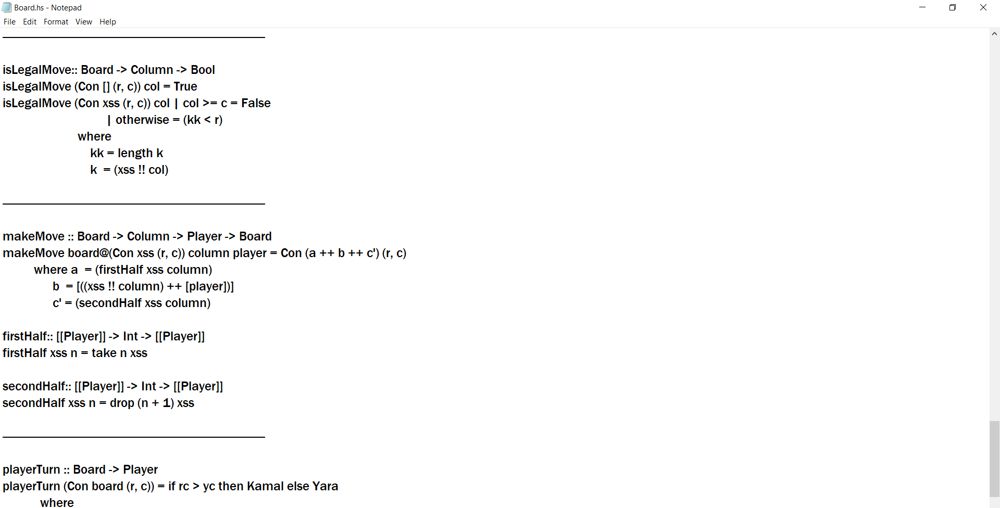 Board.hs - Notepad
File Edit Format View Help
isLegalMove:: Board -> Column -> Bool
isLegalMove (Con [] (r, c)) col = True
isLegalMove (Con xss (r, c)) col | col >= c = False
| otherwise = (kk < r)
where
kk = length k
k  = (xss !! col)
makeMove :: Board -> Column -> Player -> Board
makeMove board@(Con xss (r, c)) column player = Con (a ++ b ++ c') (r, c)
where a  = (firstHalf xss column)
b  = [((xss !! column) ++ [player])]
c' = (secondHalf xss column)
firstHalf:: [[Player]] -> Int -> [[Player]]
firstHalf xss n = take n xss
secondHalf:: [[Player]] -> Int -> [[Player]]
secondHalf xss n = drop (n + 1) xss
playerTurn :: Board -> Player
playerTurn (Con board (r, c)) = if rc > yc then Kamal else Yara
where